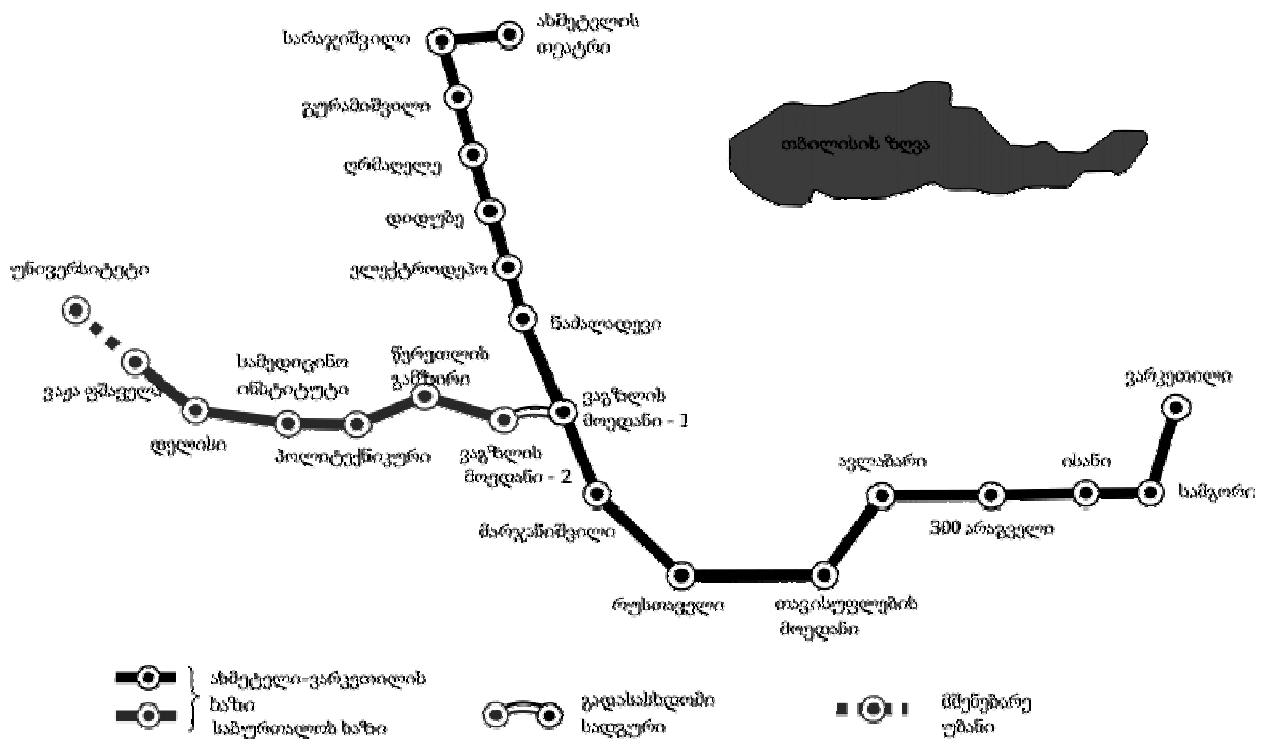 სარაჯიშვილი
ახმეტელის
თეატრი
გურამიშვილი
ღრმაღელე
თბილისის ზღვა
დიდუბე
უნივერსიტეტი
ელექტროდეპო
ნაძალადევი
სამედიცინო
ინსტიტუტი
წერეთლის
გამზირი
ვაჟა ფშაველა
ვარკეთილი
ვაგზლის
მოედანი - 1
დელისი
პოლიტექნიკური
ვაგზლის
მოედანი - 2
ავლაბარი
ისანი
სამგორი
მარჯანიშვილი
300 არაგველი
რუსთაველი
თავისუფლების
მოედანი
ახმეტელი-ვარკეთილის
ხაზი
საბურთალოს ხაზი
გადასასხდომი
სადგური
მშენებარე
უბანი